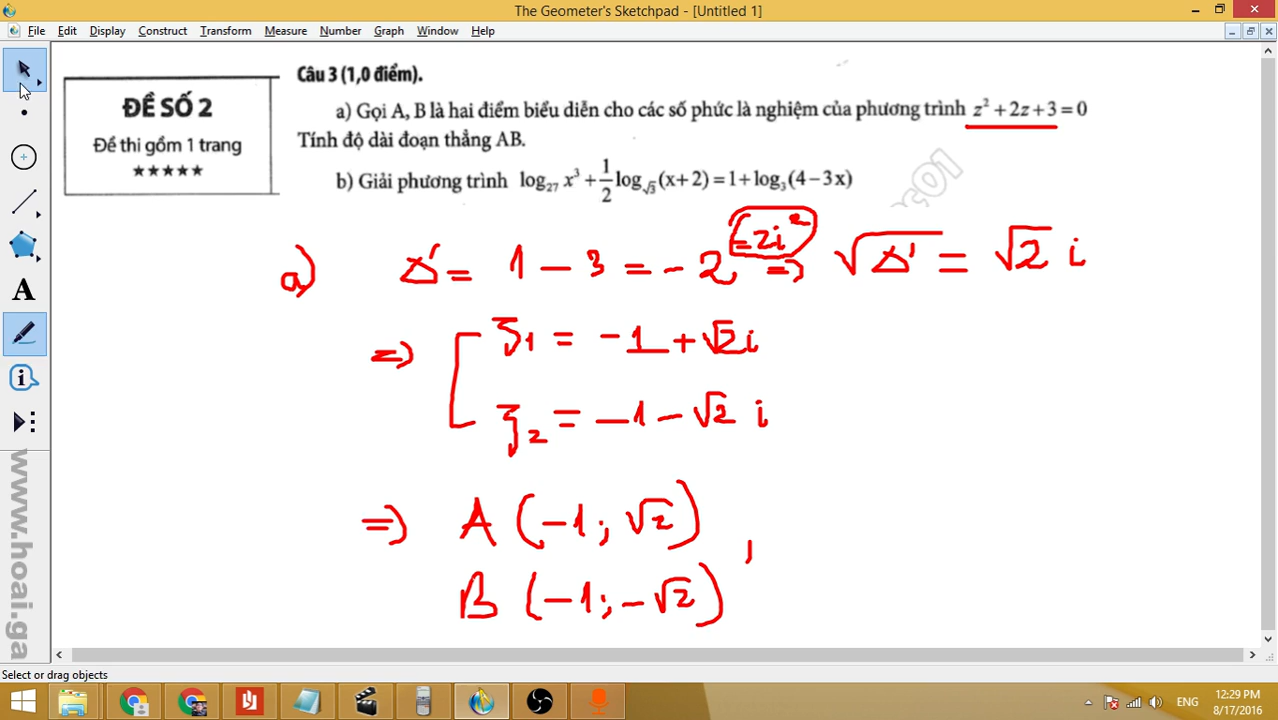 The Geometer's Sketchpad - [Untitled 1]
File Edit Display Construct Transform Measure Number Graph Window Help
ĐỀ SỐ 2
Đề thi gồm 1 trang
★★★★★
Câu 3 (1,0 điểm).
a) Gọi A, B là hai điểm biểu diễn cho các số phức là nghiệm của phương trình z² + 2z + 3 = 0
Tính độ dài đoạn thẳng AB.
b) Giải phương trình log₂₇ x³ + 1/2 log_√3 (x+2) = 1 + log₃ (4 − 3x)
a) Δ' = 1 − 3 = −2 = 2i² => √Δ' = √2 i
=> [ z1 = −1 + √2 i
z2 = −1 − √2 i
=> A (−1; √2)
,
B (−1; −√2)
A
www.hoai.ga
Select or drag objects
ENG
12:29 PM
8/17/2016